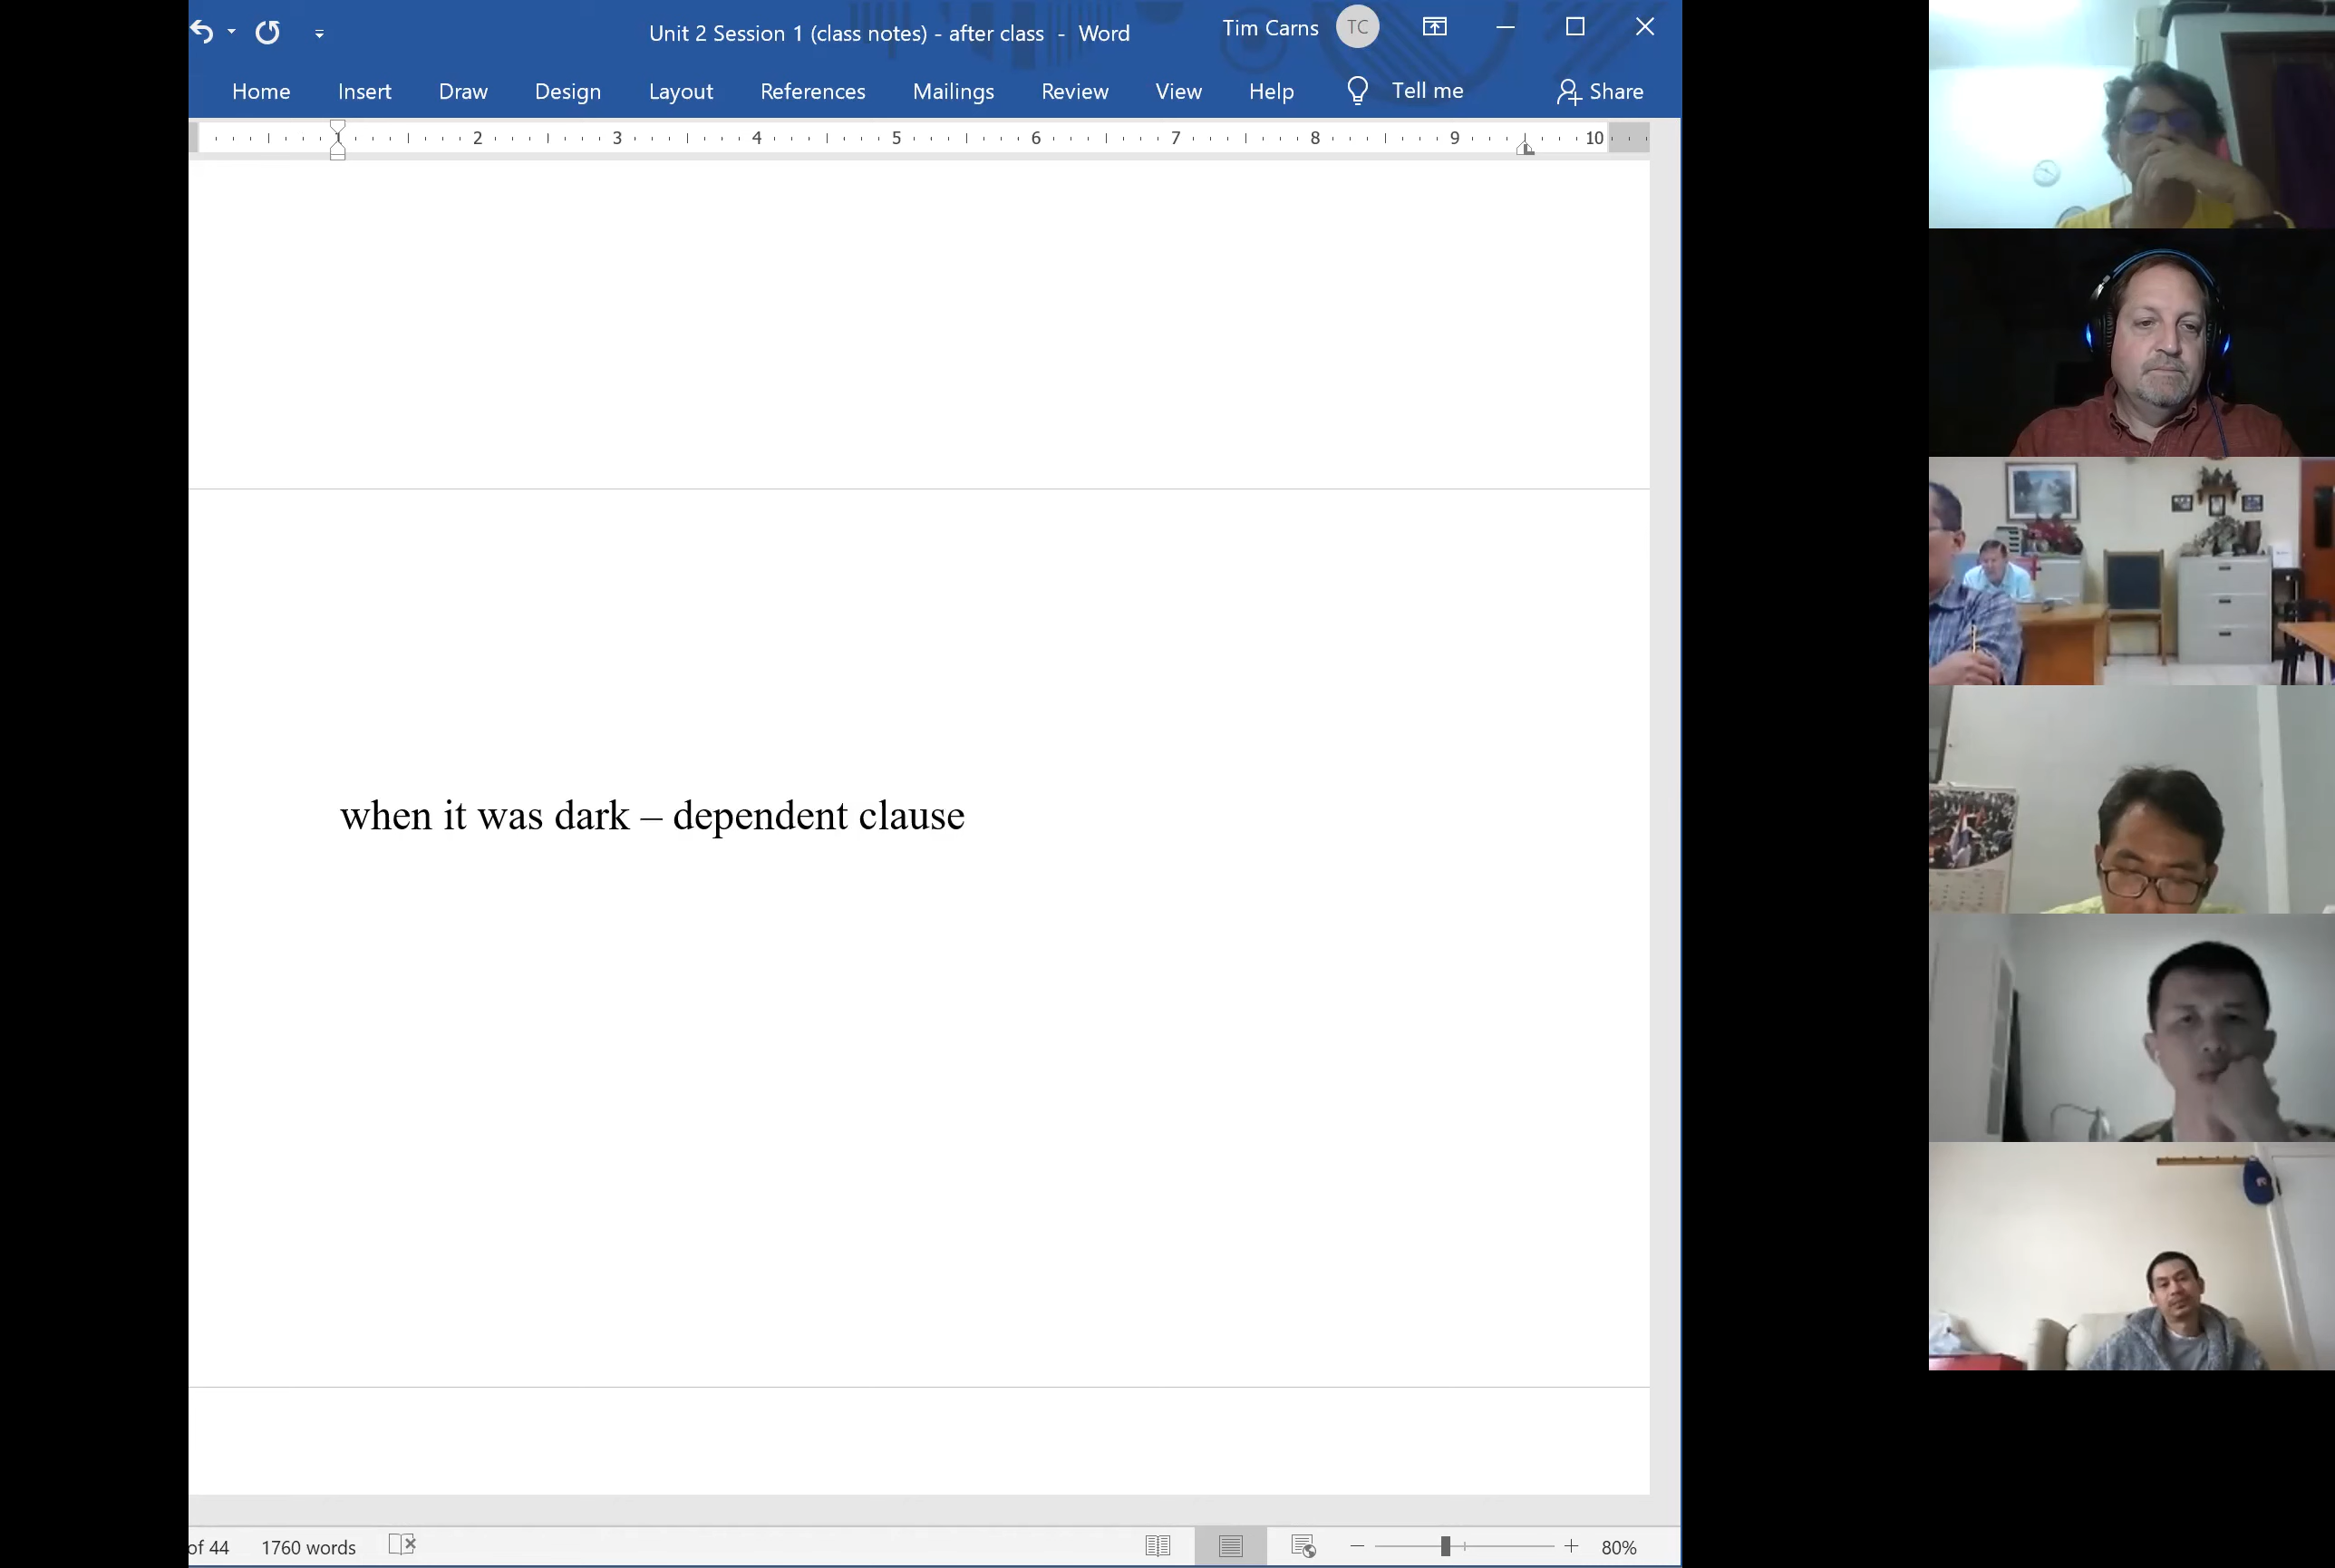 Unit 2 Session 1 (class notes) - after class - Word
Tim Carns TC
Home Insert Draw Design Layout References Mailings Review View Help Tell me Share
1 2 3 4 5 6 7 8 9 10
when it was dark – dependent clause
of 44 1760 words
80%